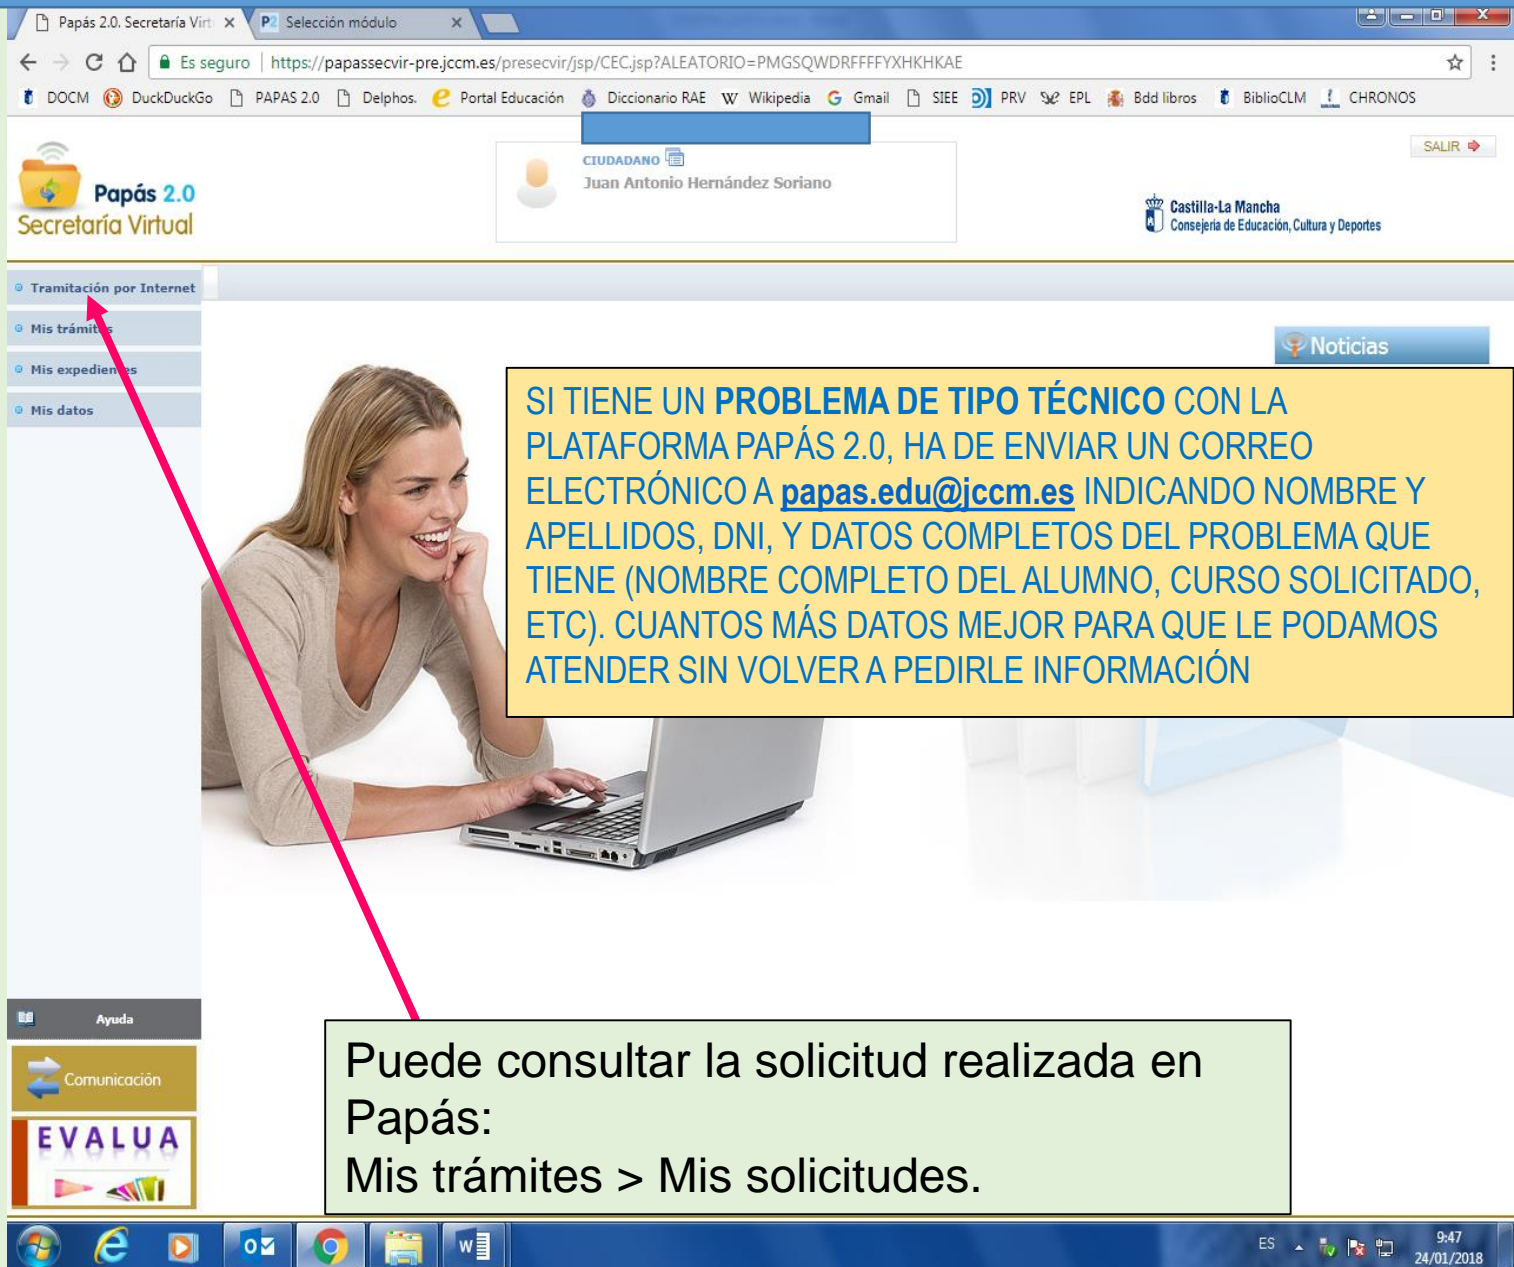 Papás 2.0. Secretaría Virt
Selección módulo
Es seguro
https://papassecvir-pre.jccm.es/presecvir/jsp/CEC.jsp?ALEATORIO=PMGSQWDRFFFFYXHKHKAE
DOCM DuckDuckGo PAPAS 2.0 Delphos. Portal Educación Diccionario RAE W Wikipedia G Gmail SIEE PRV EPL Bdd libros BiblioCLM CHRONOS
Papás 2.0
Secretaría Virtual
CIUDADANO
Juan Antonio Hernández Soriano
SALIR
Castilla-La Mancha
Consejería de Educación, Cultura y Deportes
Tramitación por Internet
Mis trámites
Mis expedientes
Mis datos
Noticias
SI TIENE UN PROBLEMA DE TIPO TÉCNICO CON LA
PLATAFORMA PAPÁS 2.0, HA DE ENVIAR UN CORREO
ELECTRÓNICO A papas.edu@jccm.es INDICANDO NOMBRE Y
APELLIDOS, DNI, Y DATOS COMPLETOS DEL PROBLEMA QUE
TIENE (NOMBRE COMPLETO DEL ALUMNO, CURSO SOLICITADO,
ETC). CUANTOS MÁS DATOS MEJOR PARA QUE LE PODAMOS
ATENDER SIN VOLVER A PEDIRLE INFORMACIÓN
Ayuda
Comunicación
EVALUA
Puede consultar la solicitud realizada en
Papás:
Mis trámites > Mis solicitudes.
ES
9:47
24/01/2018